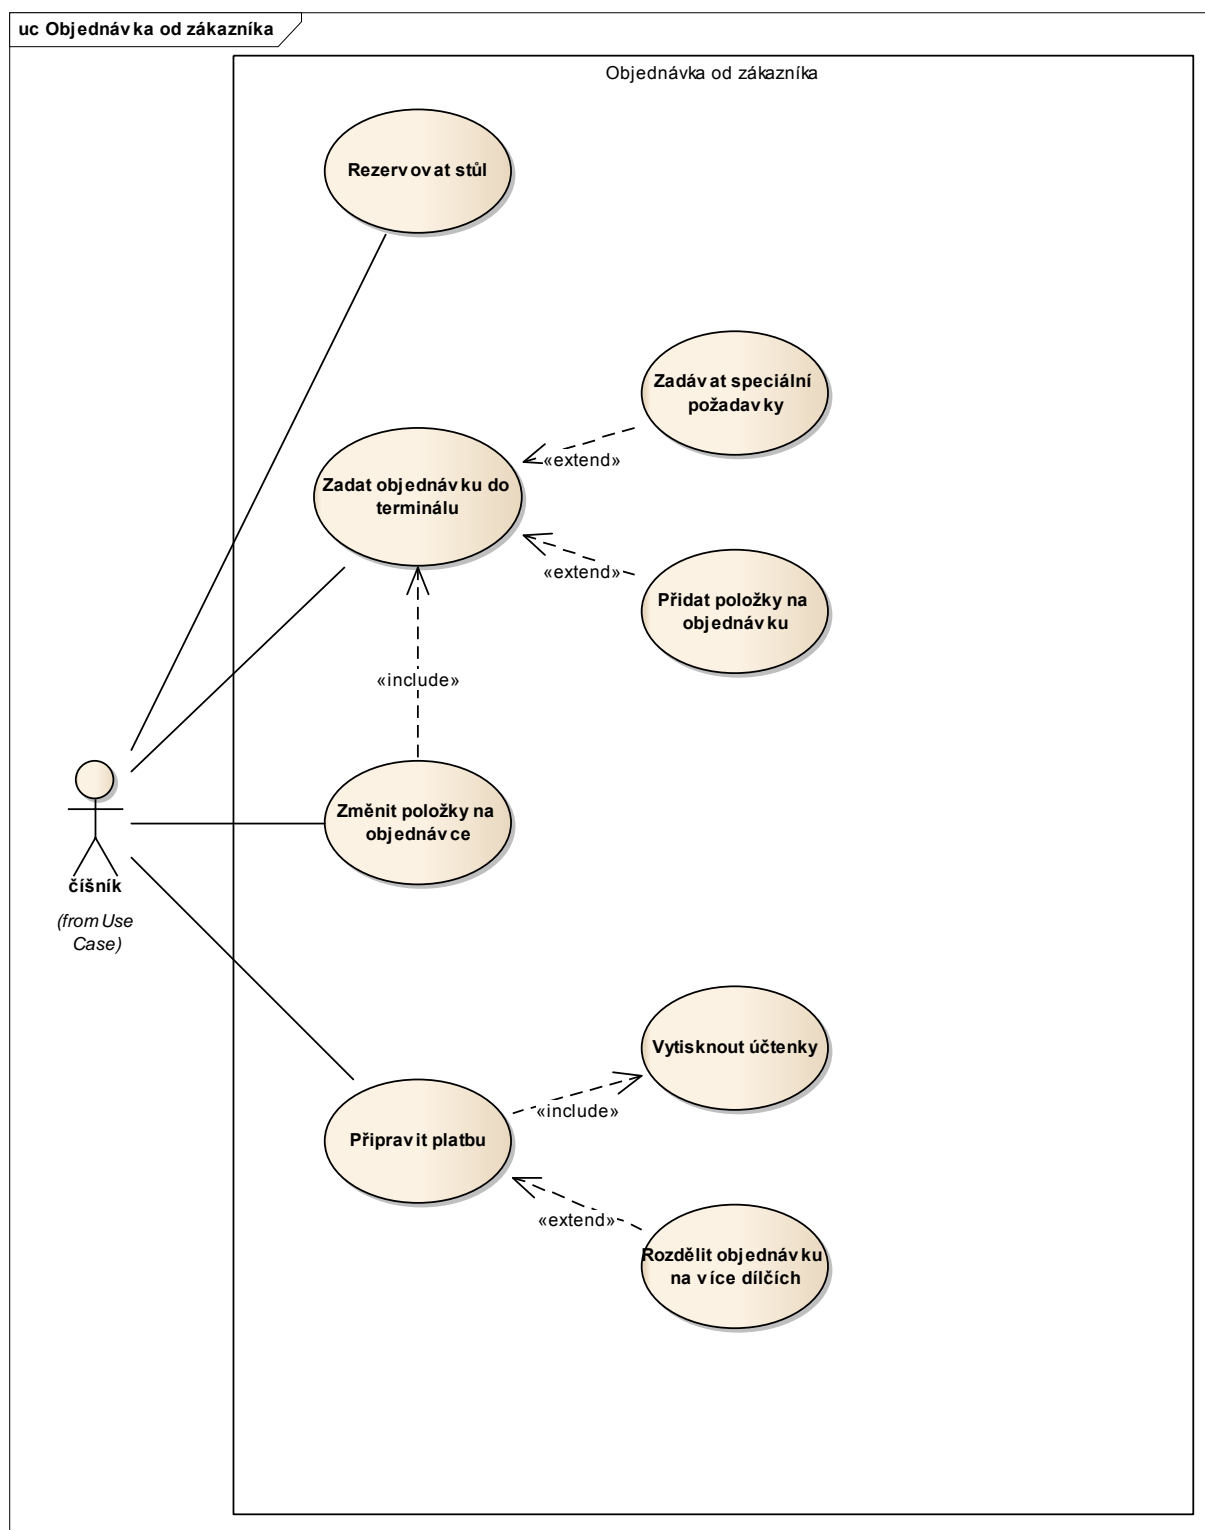 uc Objednávka od zákazníka
Objednávka od zákazníka
Rezervovat stůl
Zadávat speciální
požadavky
«extend»
Zadat objednávku do
terminálu
«extend»
Přidat položky na
objednávku
«include»
Změnit položky na
objednávce
číšník
(from Use
Case)
Vytisknout účtenky
«include»
Připravit platbu
«extend»
Rozdělit objednávku
na více dílčích